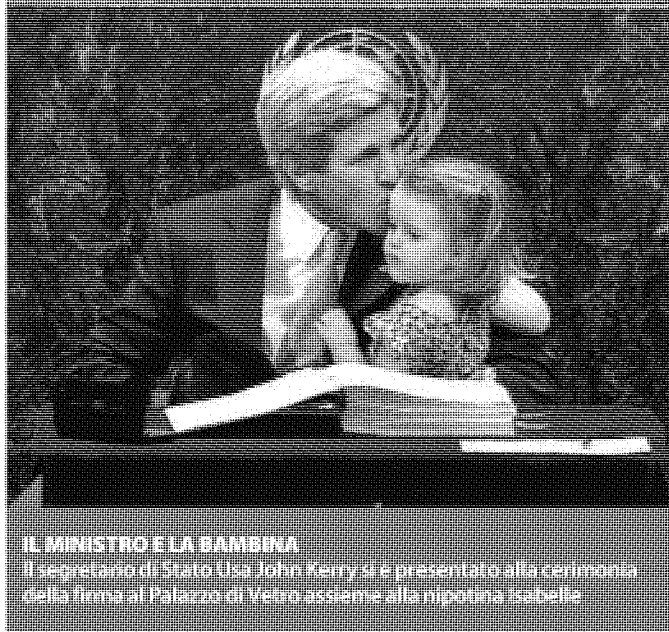 IL MINISTRO E LA BAMBINA
Il segretario di Stato Usa John Kerry si è presentato alla cerimonia
della firma al Palazzo di Vetro assieme alla nipotina Isabelle